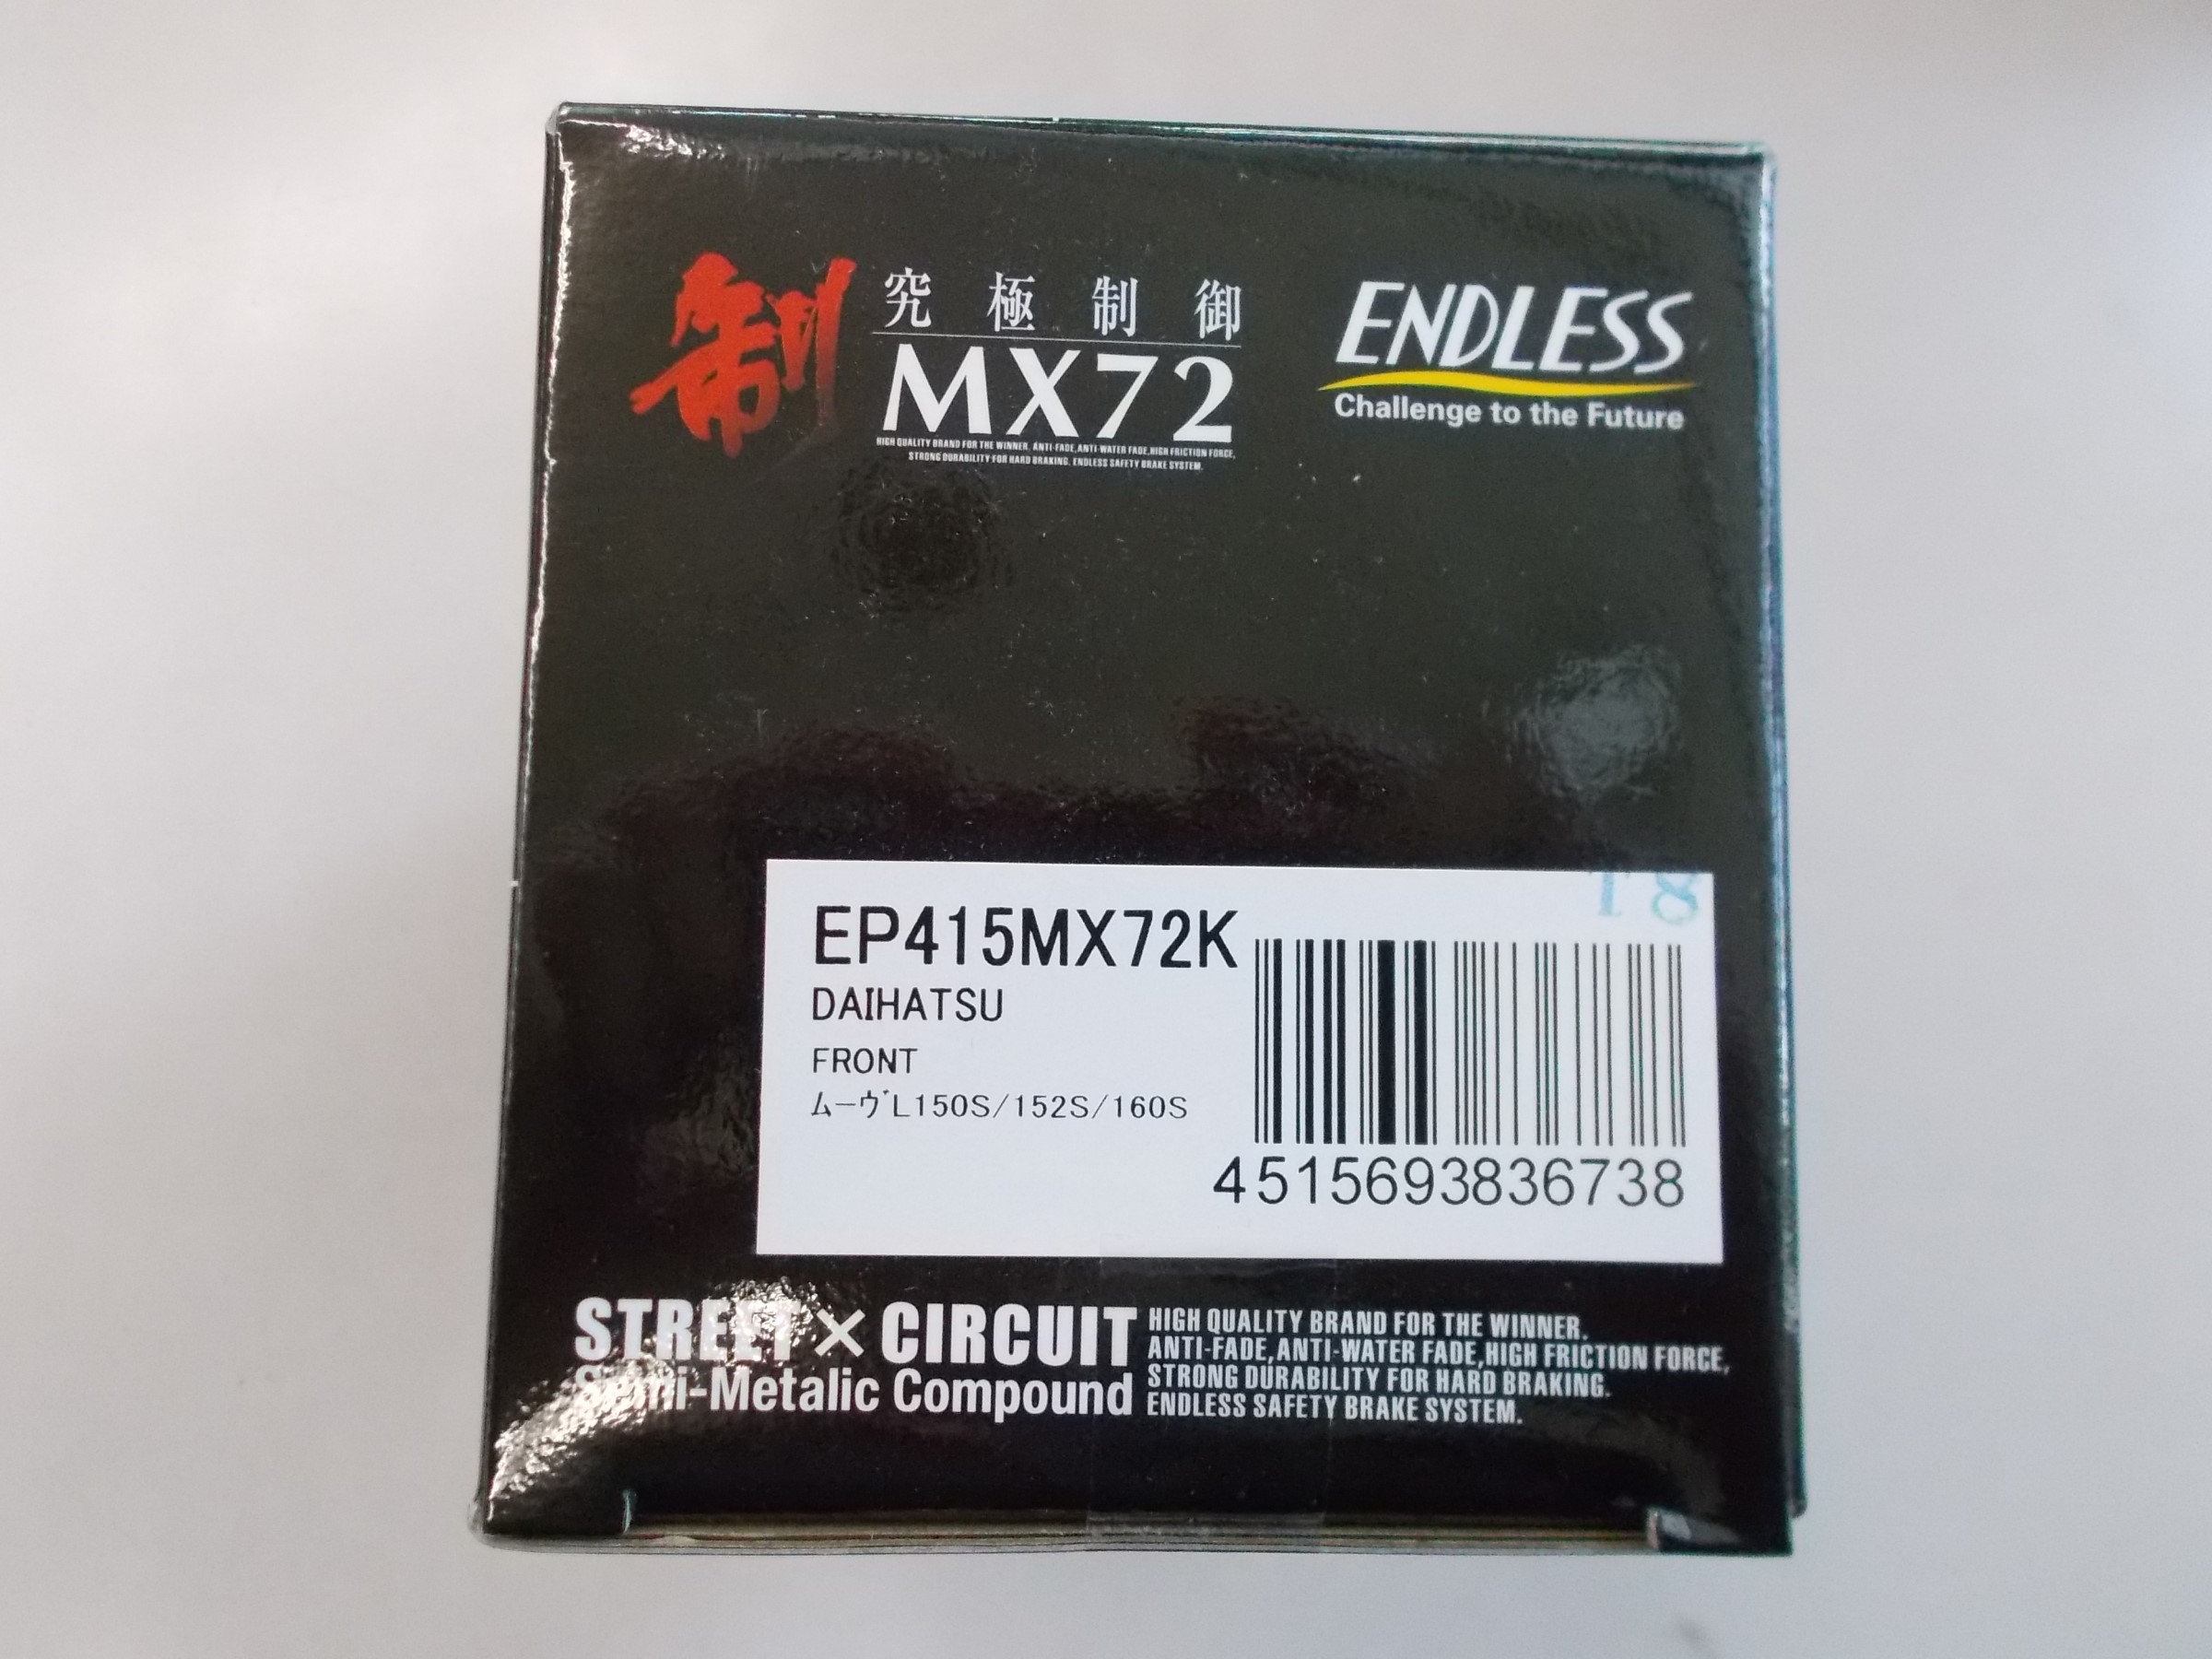 制
究極制御
MX72
HIGH QUALITY BRAND FOR THE WINNER. ANTI-FADE,ANTI-WATER FADE,HIGH FRICTION FORCE,
STRONG DURABILITY FOR HARD BRAKING. ENDLESS SAFETY BRAKE SYSTEM.
ENDLESS
Challenge to the Future
18
EP415MX72K
DAIHATSU
FRONT
ムーヴL150S/152S/160S
4515693836738
STREET×CIRCUIT
Semi-Metalic Compound
HIGH QUALITY BRAND FOR THE WINNER.
ANTI-FADE,ANTI-WATER FADE,HIGH FRICTION FORCE,
STRONG DURABILITY FOR HARD BRAKING.
ENDLESS SAFETY BRAKE SYSTEM.